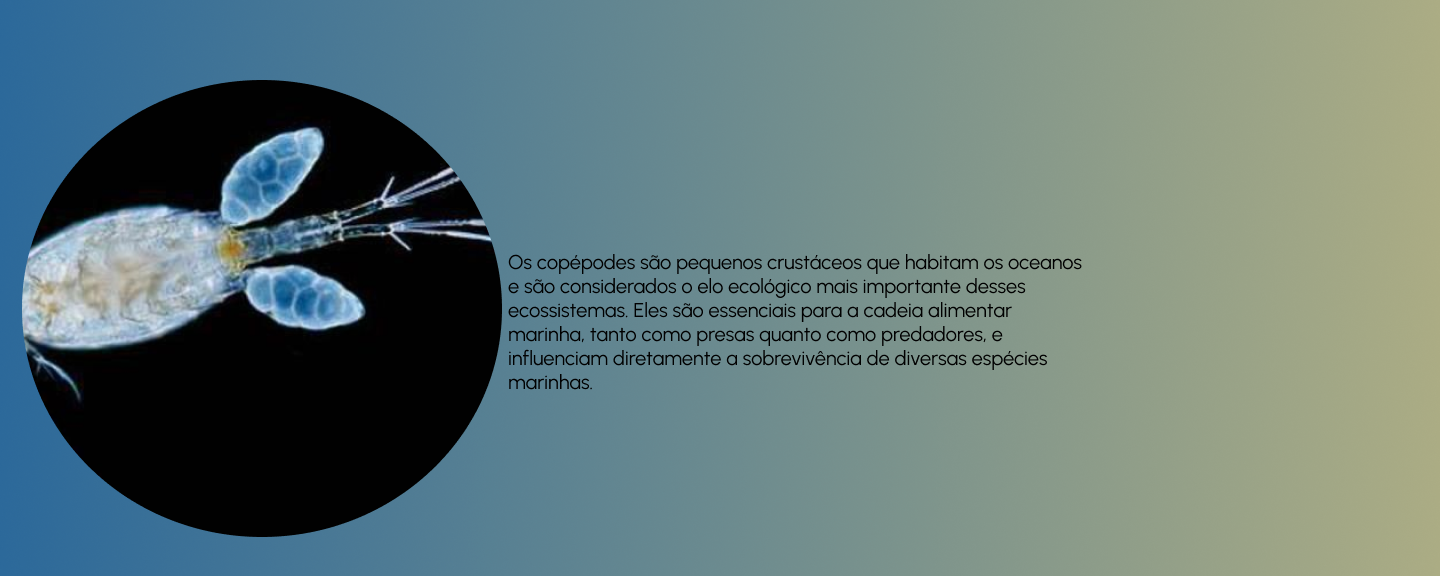 Os copépodes são pequenos crustáceos que habitam os oceanos
e são considerados o elo ecológico mais importante desses
ecossistemas. Eles são essenciais para a cadeia alimentar
marinha, tanto como presas quanto como predadores, e
influenciam diretamente a sobrevivência de diversas espécies
marinhas.